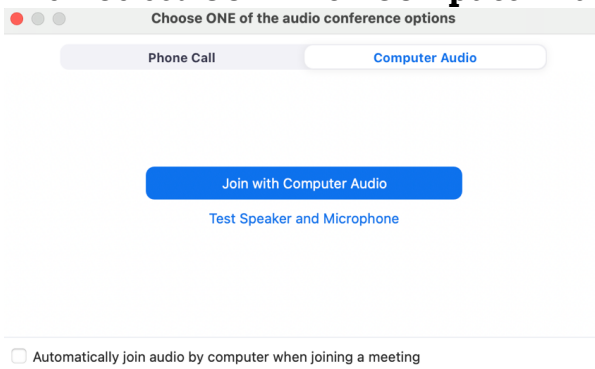 Choose ONE of the audio conference options
Phone Call
Computer Audio
Join with Computer Audio
Test Speaker and Microphone
Automatically join audio by computer when joining a meeting